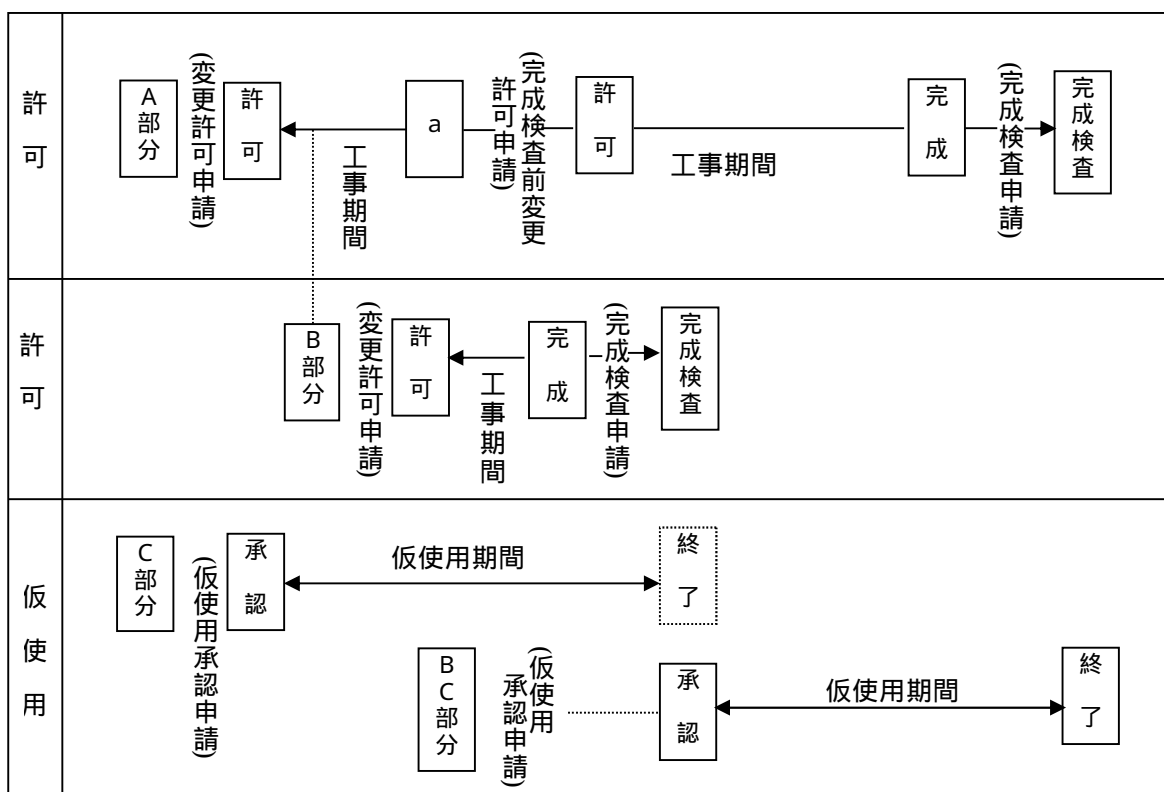 許可
A部分
(変更許可申請)
許可
工事期間
a
(完成検査前変更
許可申請)
許可
工事期間
完成
(完成検査申請)
完成検査
許可
B部分
(変更許可申請)
許可
工事期間
完成
(完成検査申請)
完成検査
仮使用
C部分
(仮使用承認申請)
承認
仮使用期間
終了
BC部分
(仮使用
承認申請)
承認
仮使用期間
終了